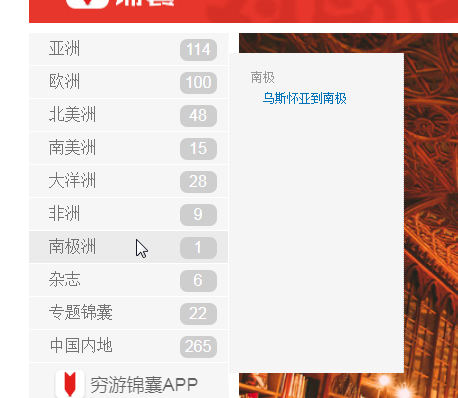 亚洲 114
欧洲 100
北美洲 48
南美洲 15
大洋洲 28
非洲 9
南极洲 1
杂志 6
专题锦囊 22
中国内地 265
穷游锦囊APP
南极
乌斯怀亚到南极